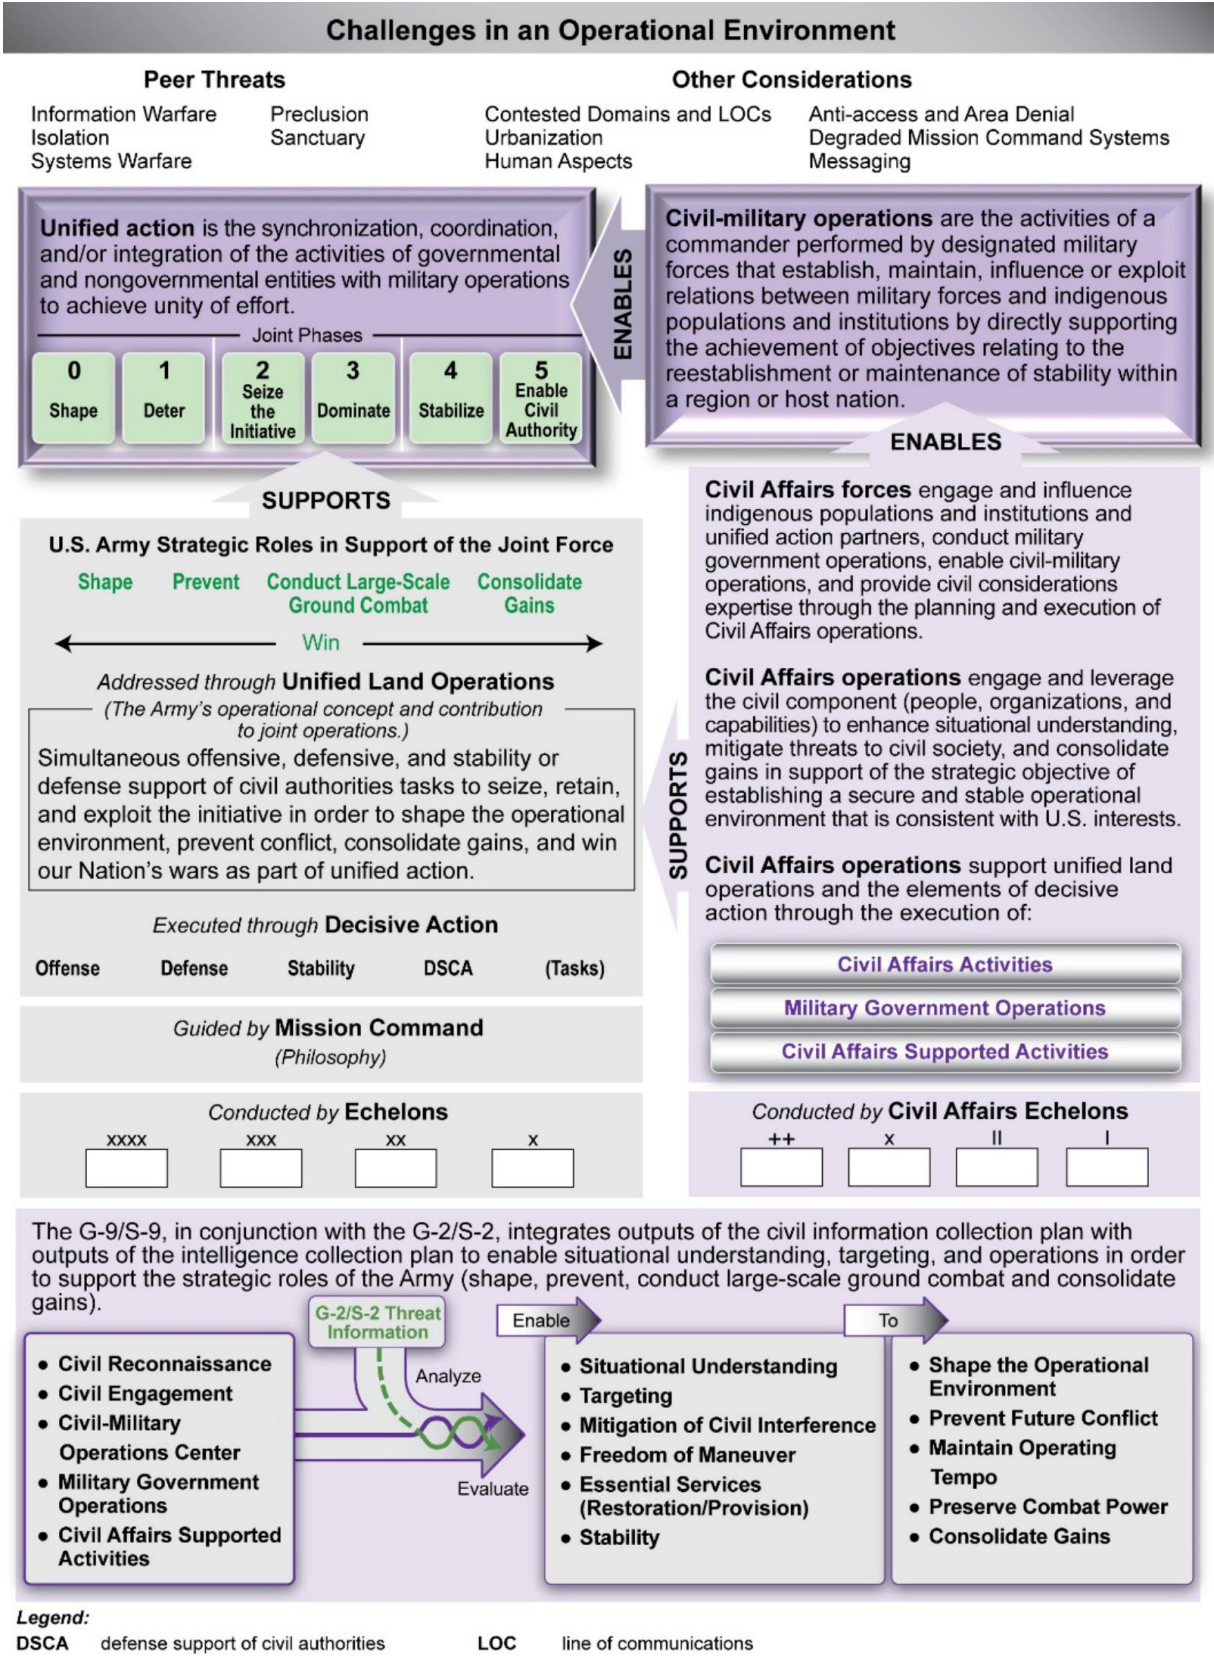 Challenges in an Operational Environment
Peer Threats
Information Warfare
Isolation
Systems Warfare
Preclusion
Sanctuary
Other Considerations
Contested Domains and LOCs
Urbanization
Human Aspects
Anti-access and Area Denial
Degraded Mission Command Systems
Messaging
Unified action is the synchronization, coordination,
and/or integration of the activities of governmental
and nongovernmental entities with military operations
to achieve unity of effort.
Joint Phases
0
Shape
1
Deter
2
Seize
the
Initiative
3
Dominate
4
Stabilize
5
Enable
Civil
Authority
ENABLES
Civil-military operations are the activities of a
commander performed by designated military
forces that establish, maintain, influence or exploit
relations between military forces and indigenous
populations and institutions by directly supporting
the achievement of objectives relating to the
reestablishment or maintenance of stability within
a region or host nation.
ENABLES
SUPPORTS
U.S. Army Strategic Roles in Support of the Joint Force
Shape
Prevent
Conduct Large-Scale
Ground Combat
Consolidate
Gains
Win
Addressed through Unified Land Operations
(The Army's operational concept and contribution
to joint operations.)
Simultaneous offensive, defensive, and stability or
defense support of civil authorities tasks to seize, retain,
and exploit the initiative in order to shape the operational
environment, prevent conflict, consolidate gains, and win
our Nation's wars as part of unified action.
Executed through Decisive Action
Offense Defense Stability DSCA (Tasks)
Guided by Mission Command
(Philosophy)
Conducted by Echelons
xxxx xxx xx x
SUPPORTS
Civil Affairs forces engage and influence
indigenous populations and institutions and
unified action partners, conduct military
government operations, enable civil-military
operations, and provide civil considerations
expertise through the planning and execution of
Civil Affairs operations.
Civil Affairs operations engage and leverage
the civil component (people, organizations, and
capabilities) to enhance situational understanding,
mitigate threats to civil society, and consolidate
gains in support of the strategic objective of
establishing a secure and stable operational
environment that is consistent with U.S. interests.
Civil Affairs operations support unified land
operations and the elements of decisive
action through the execution of:
Civil Affairs Activities
Military Government Operations
Civil Affairs Supported Activities
Conducted by Civil Affairs Echelons
++ x II I
The G-9/S-9, in conjunction with the G-2/S-2, integrates outputs of the civil information collection plan with
outputs of the intelligence collection plan to enable situational understanding, targeting, and operations in order
to support the strategic roles of the Army (shape, prevent, conduct large-scale ground combat and consolidate
gains).
• Civil Reconnaissance
• Civil Engagement
• Civil-Military
Operations Center
• Military Government
Operations
• Civil Affairs Supported
Activities
G-2/S-2 Threat
Information
Analyze
Evaluate
Enable
• Situational Understanding
• Targeting
• Mitigation of Civil Interference
• Freedom of Maneuver
• Essential Services
(Restoration/Provision)
• Stability
To
• Shape the Operational
Environment
• Prevent Future Conflict
• Maintain Operating
Tempo
• Preserve Combat Power
• Consolidate Gains
Legend:
DSCA defense support of civil authorities LOC line of communications